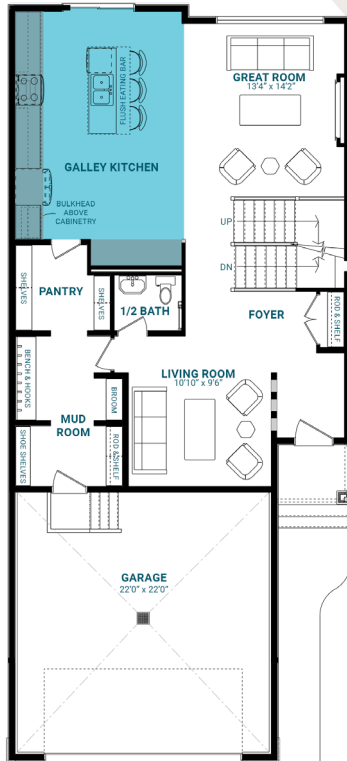 GREAT ROOM
13'4" x 14'2"
FLUSH EATING BAR
GALLEY KITCHEN
BULKHEAD
ABOVE
CABINETRY
UP
DN
SHELVES
PANTRY
SHELVES
1/2 BATH
FOYER
ROD & SHELF
BENCH & HOOKS
LIVING ROOM
10'10" x 9'6"
BROOM
MUD
ROOM
SHOE SHELVES
ROD & SHELF
GARAGE
22'0" x 22'0"